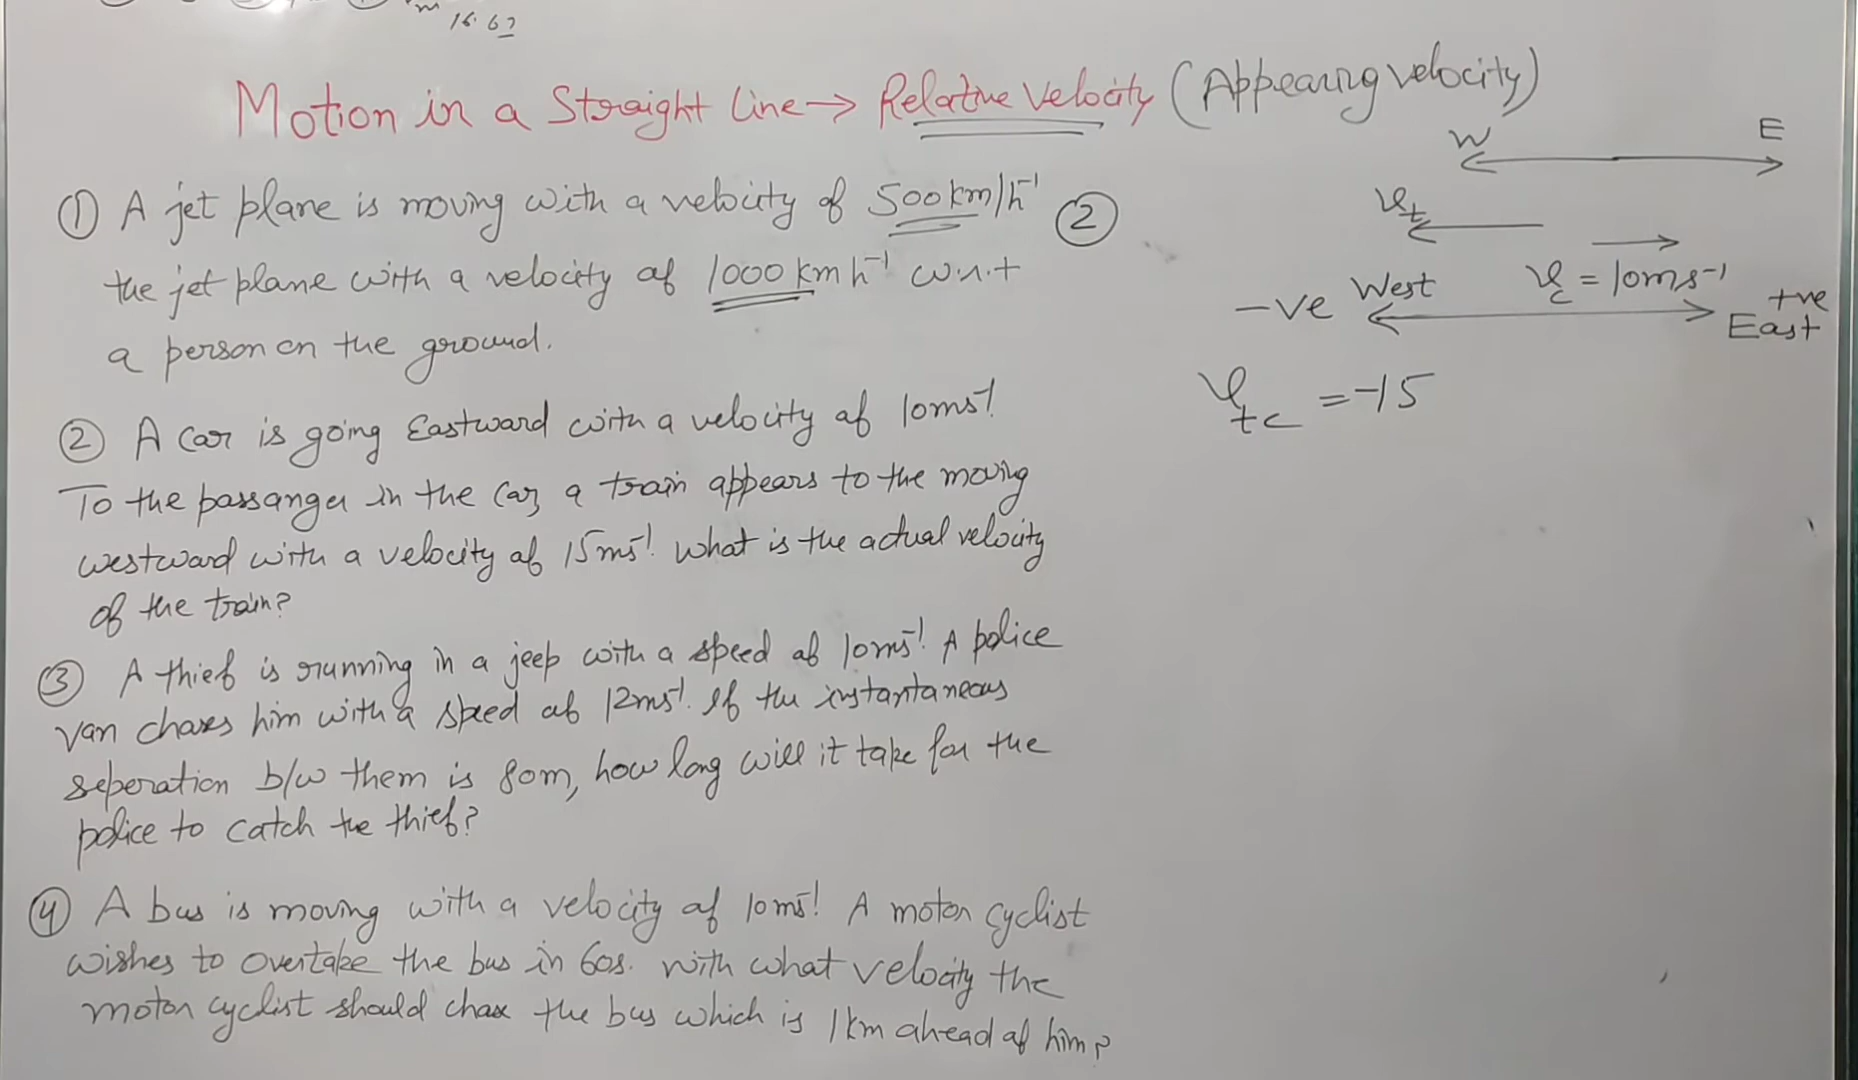 16.67
Motion in a Straight Line → Relative Velocity (Appearing velocity)
① A jet plane is moving with a velocity of 500km/h⁻¹
the jet plane with a velocity of 1000 km h⁻¹ w.r.t
a person on the ground.
② A car is going Eastward with a velocity of 10ms⁻¹.
To the passanger in the car, a train appears to the moving
westward with a velocity of 15ms⁻¹. What is the actual velocity
of the train?
③ A thief is running in a jeep with a speed of 10ms⁻¹. A police
van chases him with a speed of 12ms⁻¹. If the instantaneous
seperation b/w them is 80m, how long will it take for the
police to catch the thief?
④ A bus is moving with a velocity of 10ms⁻¹. A motor cyclist
wishes to overtake the bus in 60s. With what velocity the
motor cyclist should chase the bus which is 1km ahead of him?
②
W E
v_t
v_c = 10ms⁻¹
-ve West +ve
East
v_tc = -15